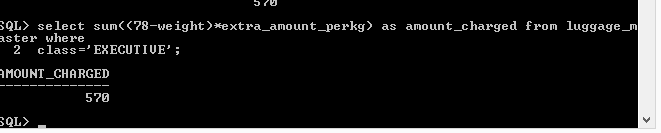 570
SQL> select sum((78-weight)*extra_amount_perkg) as amount_charged from luggage_m
aster where
2 class='EXECUTIVE';
AMOUNT_CHARGED
--------------
570
SQL> _